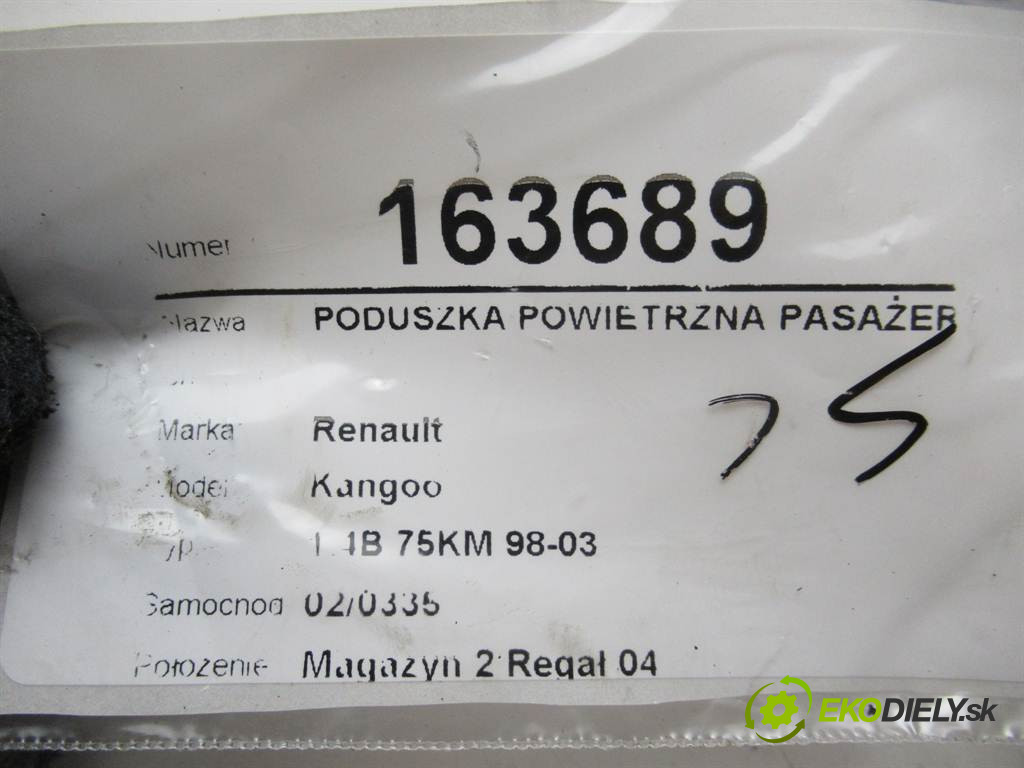 Numer 163689
Nazwa PODUSZKA POWIETRZNA PASAŻER
Marka Renault
Model Kangoo
Typ 1.4B 75KM 98-03
Samochód 02/0335
Położenie Magazyn 2 Regał 04
EKODIELY.sk